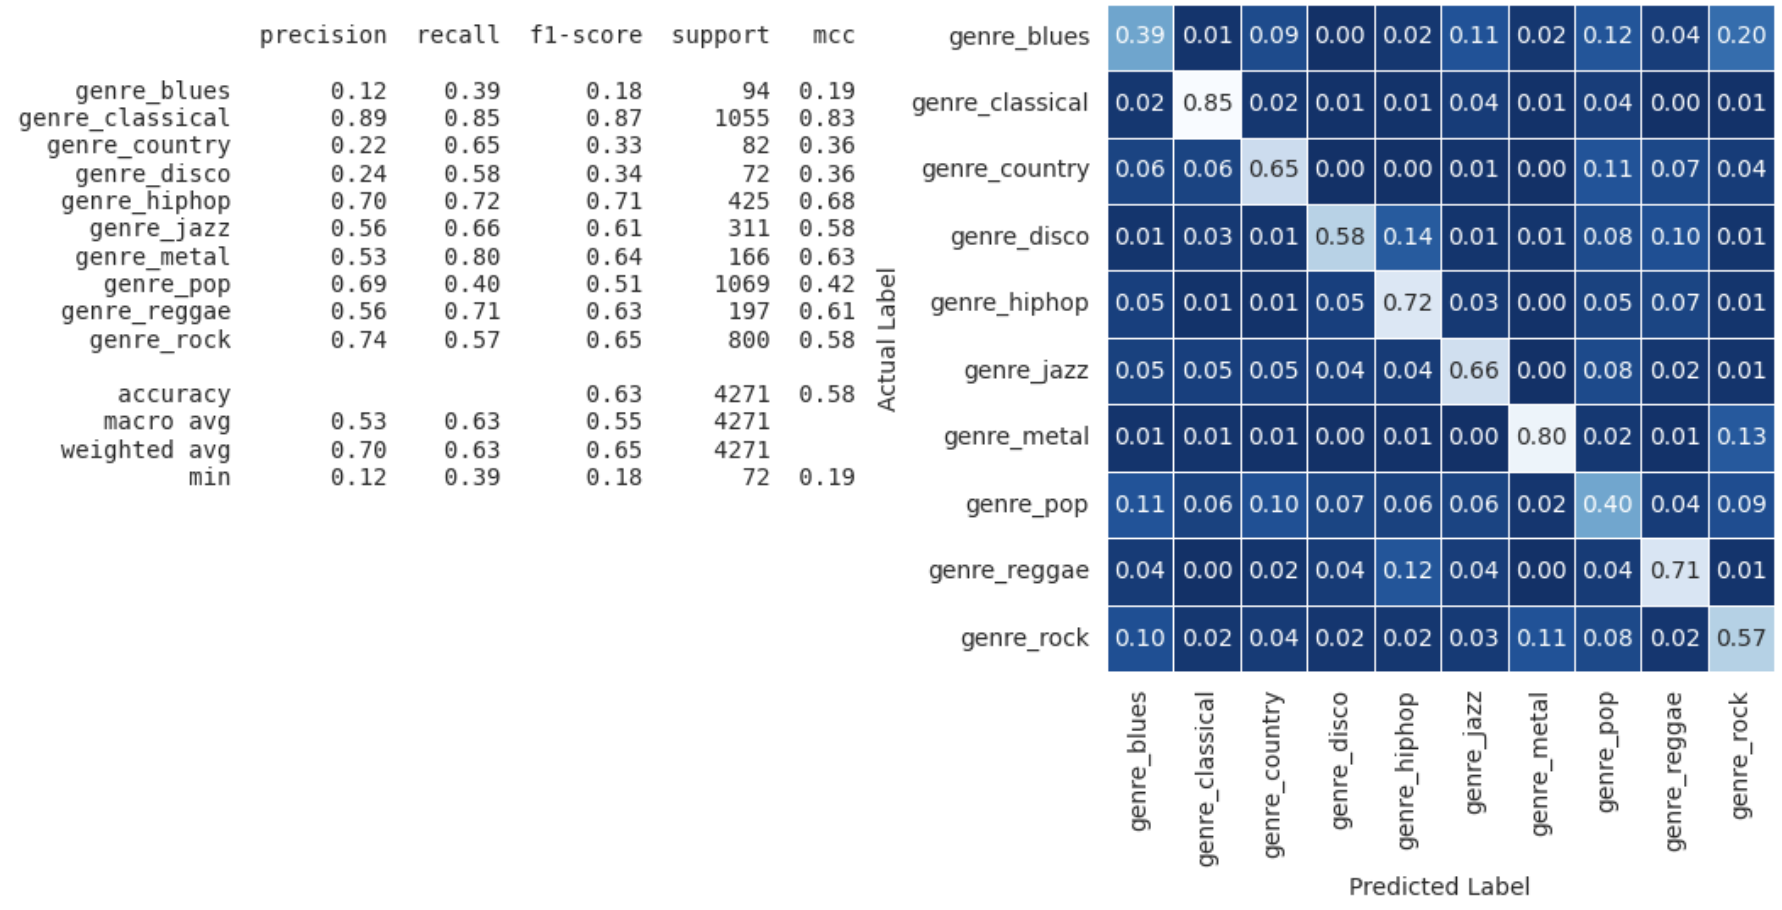 precision recall f1-score support mcc
genre_blues 0.12 0.39 0.18 94 0.19
genre_classical 0.89 0.85 0.87 1055 0.83
genre_country 0.22 0.65 0.33 82 0.36
genre_disco 0.24 0.58 0.34 72 0.36
genre_hiphop 0.70 0.72 0.71 425 0.68
genre_jazz 0.56 0.66 0.61 311 0.58
genre_metal 0.53 0.80 0.64 166 0.63
genre_pop 0.69 0.40 0.51 1069 0.42
genre_reggae 0.56 0.71 0.63 197 0.61
genre_rock 0.74 0.57 0.65 800 0.58
accuracy 0.63 4271 0.58
macro avg 0.53 0.63 0.55 4271
weighted avg 0.70 0.63 0.65 4271
min 0.12 0.39 0.18 72 0.19
Actual Label
genre_blues 0.39 0.01 0.09 0.00 0.02 0.11 0.02 0.12 0.04 0.20
genre_classical 0.02 0.85 0.02 0.01 0.01 0.04 0.01 0.04 0.00 0.01
genre_country 0.06 0.06 0.65 0.00 0.00 0.01 0.00 0.11 0.07 0.04
genre_disco 0.01 0.03 0.01 0.58 0.14 0.01 0.01 0.08 0.10 0.01
genre_hiphop 0.05 0.01 0.01 0.05 0.72 0.03 0.00 0.05 0.07 0.01
genre_jazz 0.05 0.05 0.05 0.04 0.04 0.66 0.00 0.08 0.02 0.01
genre_metal 0.01 0.01 0.01 0.00 0.01 0.00 0.80 0.02 0.01 0.13
genre_pop 0.11 0.06 0.10 0.07 0.06 0.06 0.02 0.40 0.04 0.09
genre_reggae 0.04 0.00 0.02 0.04 0.12 0.04 0.00 0.04 0.71 0.01
genre_rock 0.10 0.02 0.04 0.02 0.02 0.03 0.11 0.08 0.02 0.57
genre_blues
genre_classical
genre_country
genre_disco
genre_hiphop
genre_jazz
genre_metal
genre_pop
genre_reggae
genre_rock
Predicted Label